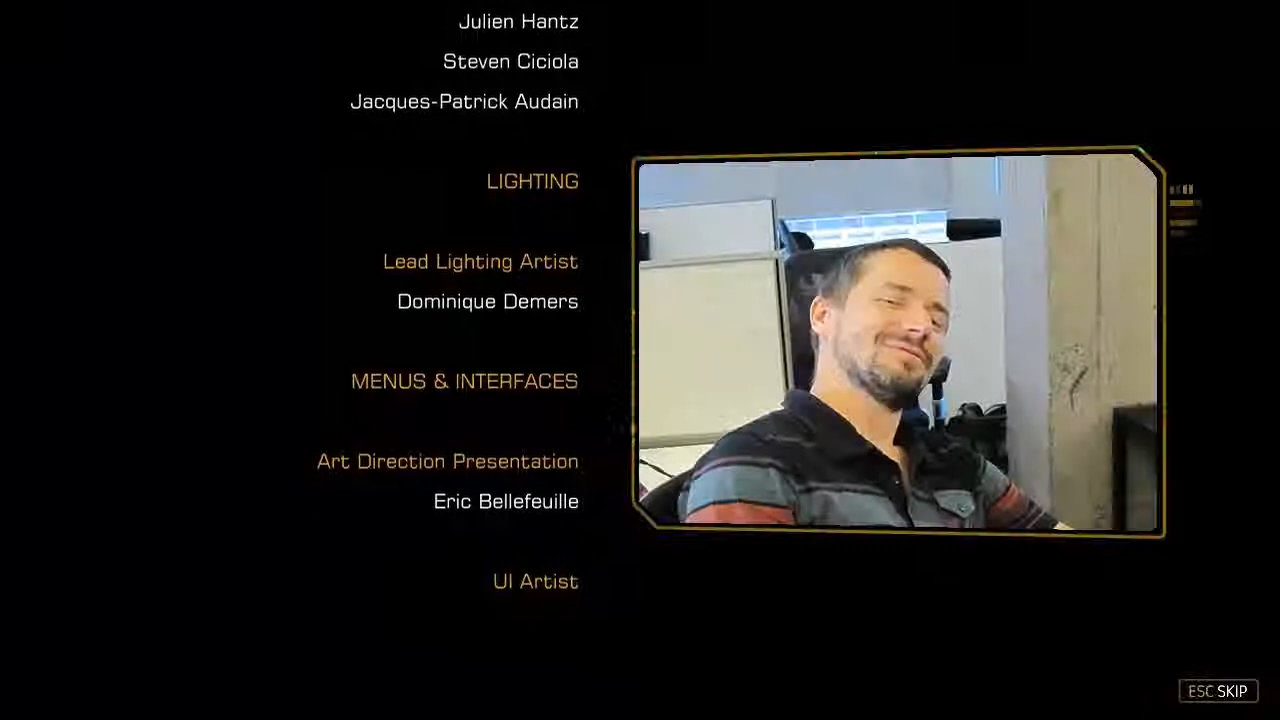 Julien Hantz
Steven Ciciola
Jacques-Patrick Audain
LIGHTING
Lead Lighting Artist
Dominique Demers
MENUS & INTERFACES
Art Direction Presentation
Eric Bellefeuille
UI Artist
ESC SKIP